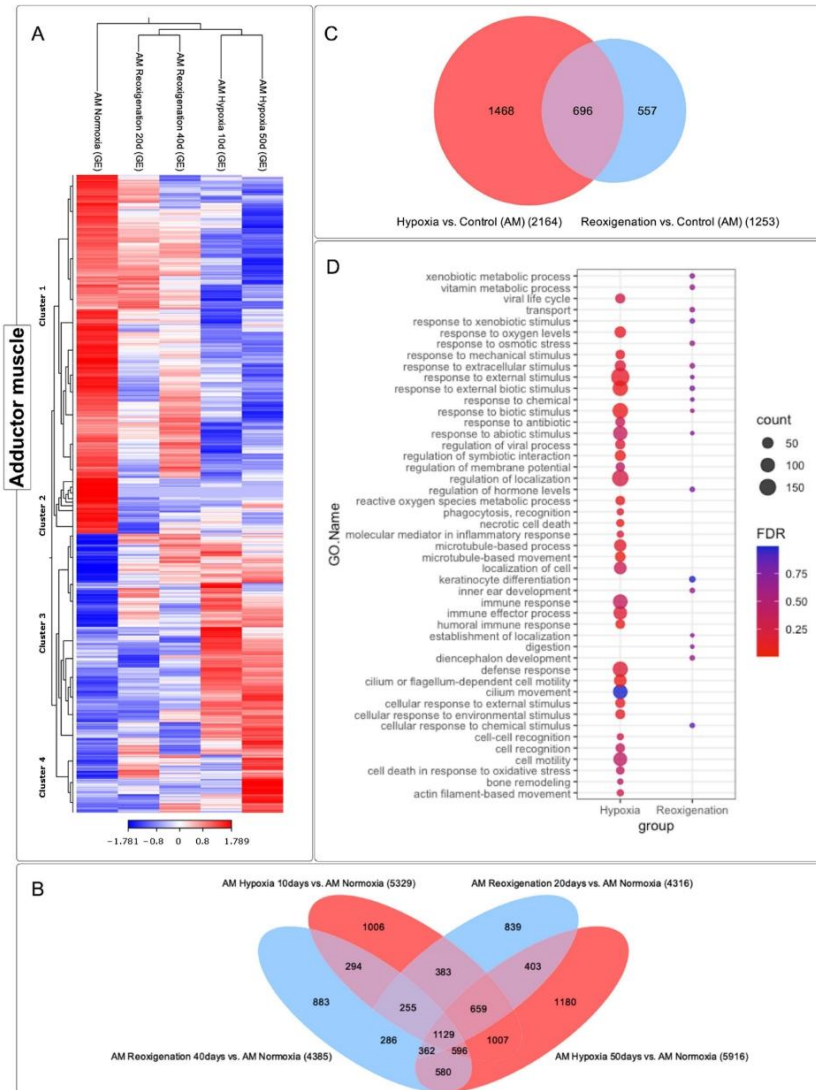 A
AM Normoxia (GE)
AM Reoxigenation 20d (GE)
AM Reoxigenation 40d (GE)
AM Hypoxia 10d (GE)
AM Hypoxia 50d (GE)
Adductor muscle
Cluster 1
Cluster 2
Cluster 3
Cluster 4
-1.781 -0.8 0 0.8 1.789
C
1468 696 557
Hypoxia vs. Control (AM) (2164) Reoxigenation vs. Control (AM) (1253)
D
GO.Name
xenobiotic metabolic process
vitamin metabolic process
viral life cycle
transport
response to xenobiotic stimulus
response to oxygen levels
response to osmotic stress
response to mechanical stimulus
response to extracellular stimulus
response to external stimulus
response to external biotic stimulus
response to chemical
response to biotic stimulus
response to antibiotic
response to abiotic stimulus
regulation of viral process
regulation of symbiotic interaction
regulation of membrane potential
regulation of localization
regulation of hormone levels
reactive oxygen species metabolic process
phagocytosis, recognition
necrotic cell death
molecular mediator in inflammatory response
microtubule-based process
microtubule-based movement
localization of cell
keratinocyte differentiation
inner ear development
immune response
immune effector process
humoral immune response
establishment of localization
digestion
diencephalon development
defense response
cilium or flagellum-dependent cell motility
cilium movement
cellular response to external stimulus
cellular response to environmental stimulus
cellular response to chemical stimulus
cell-cell recognition
cell recognition
cell motility
cell death in response to oxidative stress
bone remodeling
actin filament-based movement
Hypoxia Reoxigenation
group
count
50
100
150
FDR
0.75
0.50
0.25
B
AM Hypoxia 10days vs. AM Normoxia (5329) AM Reoxigenation 20days vs. AM Normoxia (4316)
1006 839
294 383 403
883 255 659 1180
1129
286 362 596 1007
580
AM Reoxigenation 40days vs. AM Normoxia (4385) AM Hypoxia 50days vs. AM Normoxia (5916)